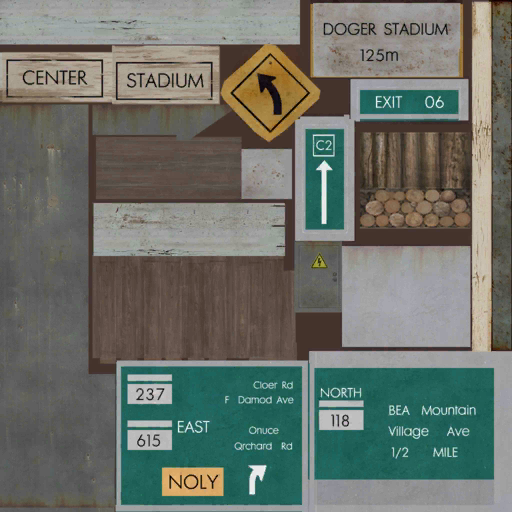 DOGER STADIUM
125m
CENTER
STADIUM
EXIT 06
C2
237
Cloer Rd
F Damod Ave
615
EAST
Onuce
Qrchard Rd
NOLY
NORTH
118
BEA Mountain
Village Ave
1/2 MILE